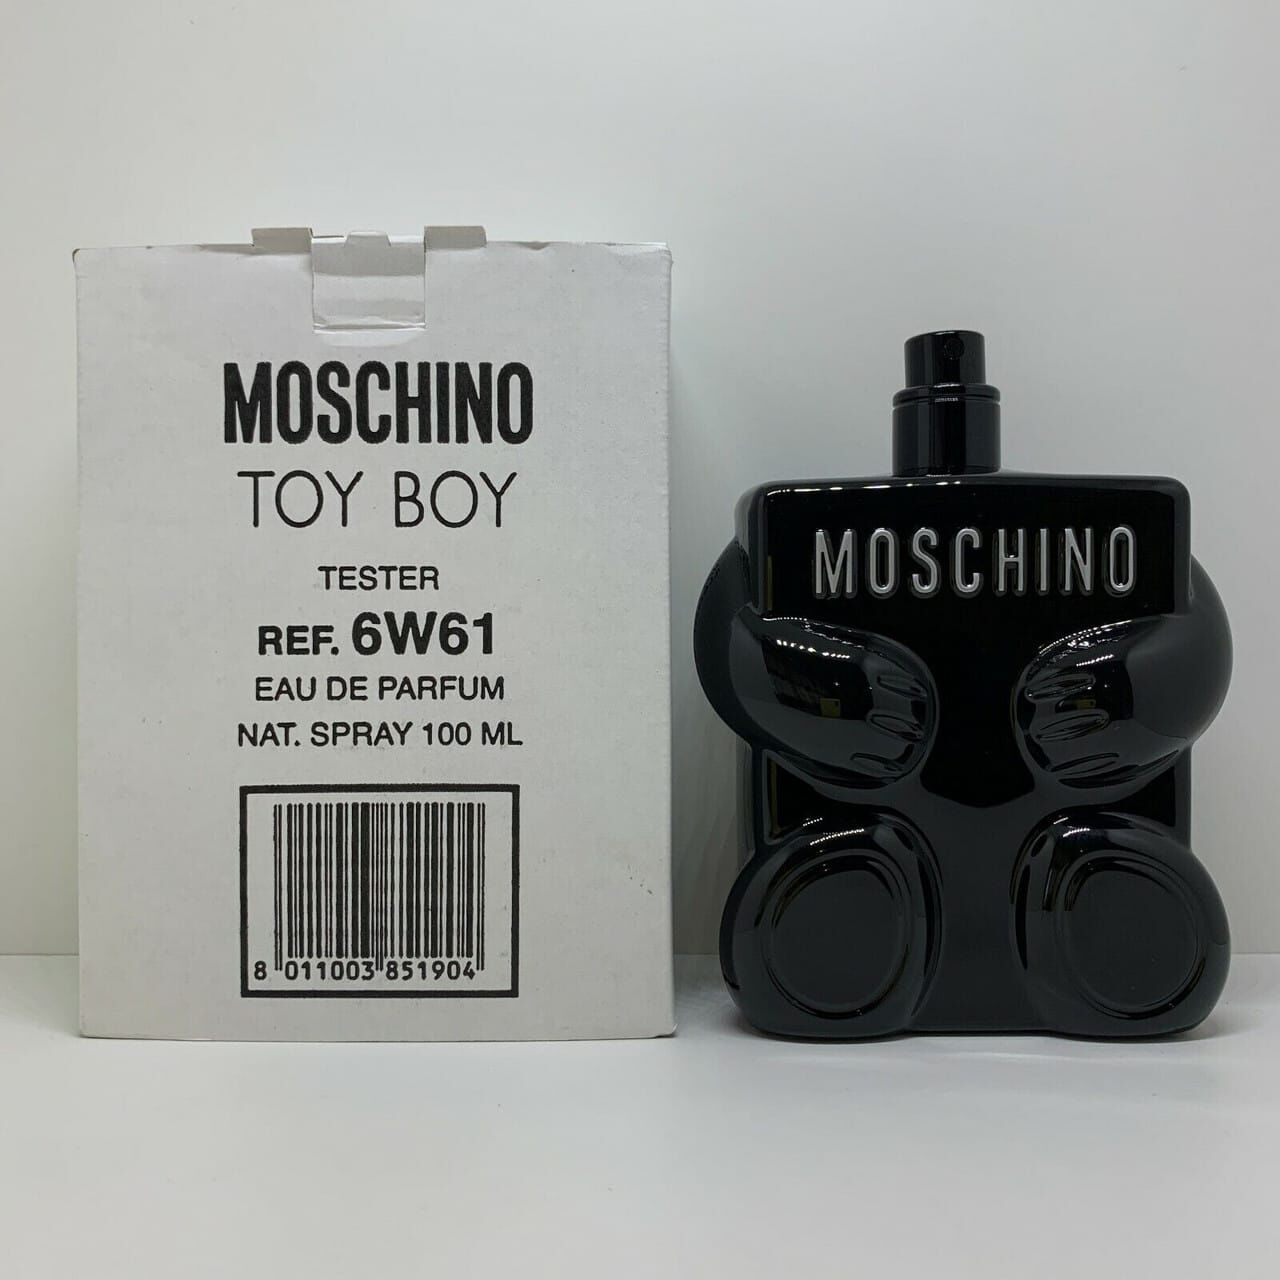 MOSCHINO
TOY BOY
TESTER
REF. 6W61
EAU DE PARFUM
NAT. SPRAY 100 ML
8 011003 851904
MOSCHINO